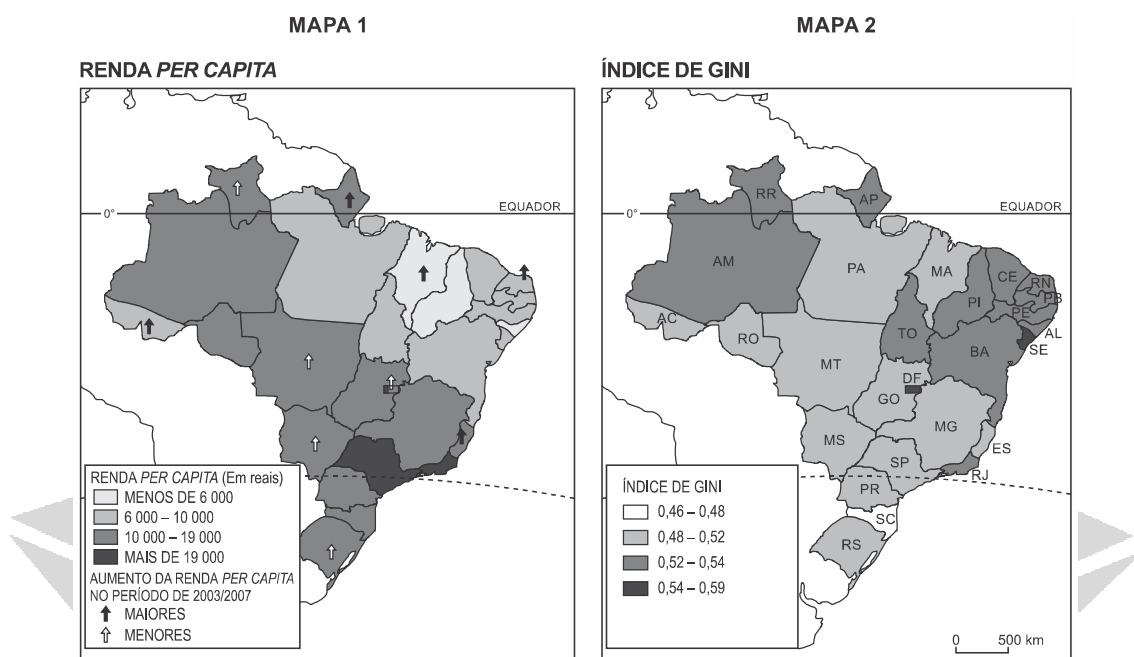 MAPA 1
RENDA PER CAPITA
0°
EQUADOR
RENDA PER CAPITA (Em reais)
MENOS DE 6 000
6 000 – 10 000
10 000 – 19 000
MAIS DE 19 000
AUMENTO DA RENDA PER CAPITA
NO PERÍODO DE 2003/2007
MAIORES
MENORES
MAPA 2
ÍNDICE DE GINI
0°
EQUADOR
RR
AP
AM
PA
MA
CE
RN
PB
PI
PE
AC
AL
TO
SE
RO
BA
MT
DF
GO
MG
MS
ES
SP
RJ
PR
SC
RS
ÍNDICE DE GINI
0,46 – 0,48
0,48 – 0,52
0,52 – 0,54
0,54 – 0,59
0 500 km